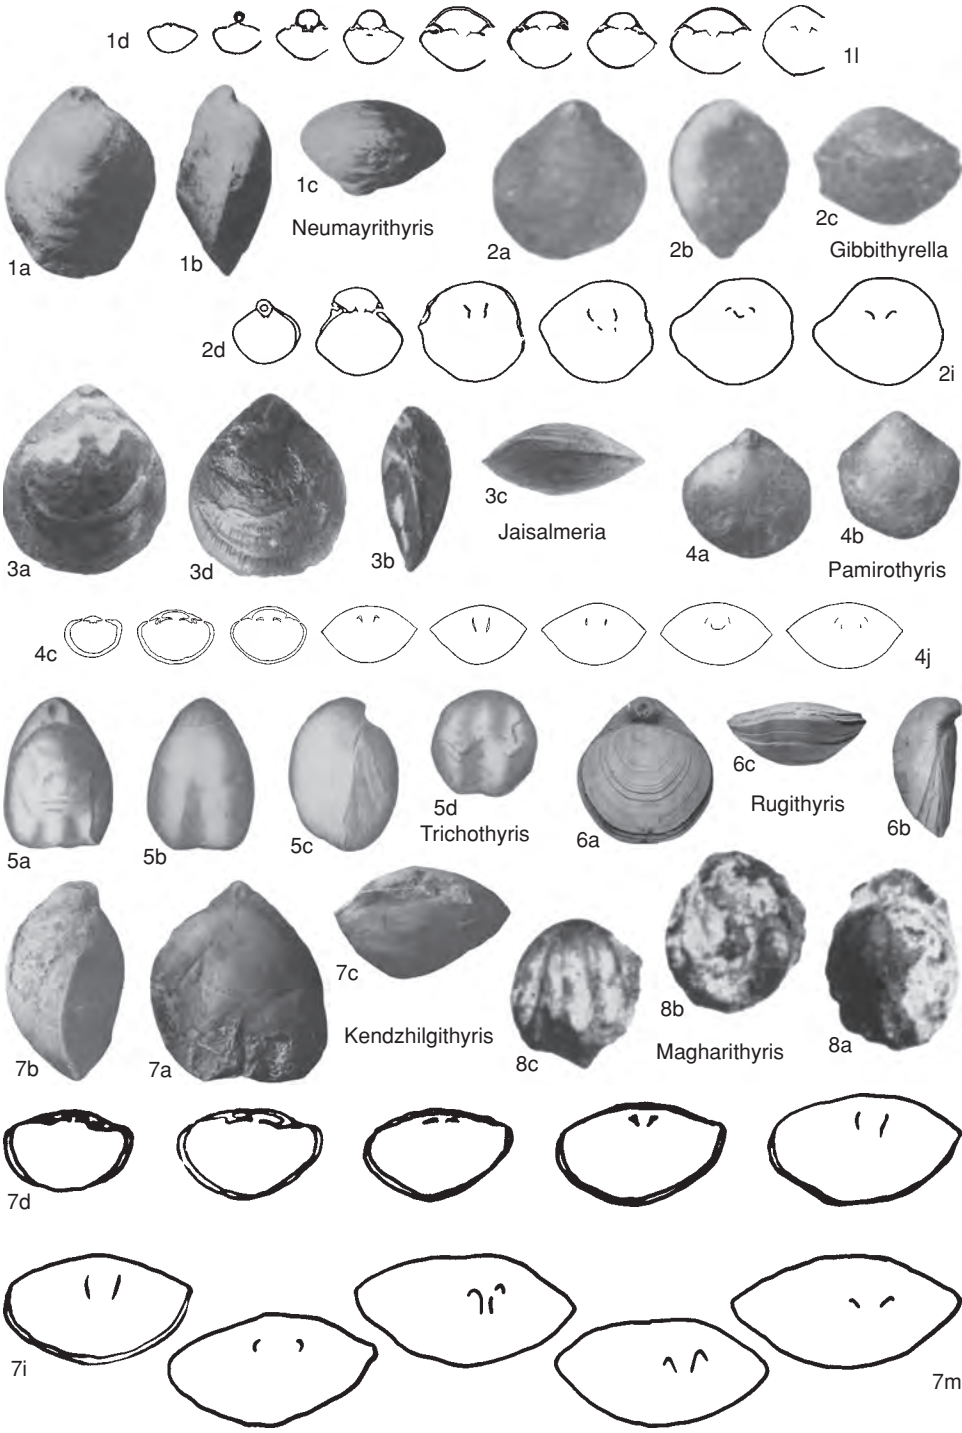 1d
1l
1a
1b
1c
Neumayrithyris
2a
2b
2c
Gibbithyrella
2d
2i
3a
3d
3b
3c
Jaisalmeria
4a
4b
Pamirothyris
4c
4j
5a
5b
5c
5d
Trichothyris
6a
6c
Rugithyris
6b
7b
7a
7c
Kendzhilgithyris
8c
8b
Magharithyris
8a
7d
7i
7m